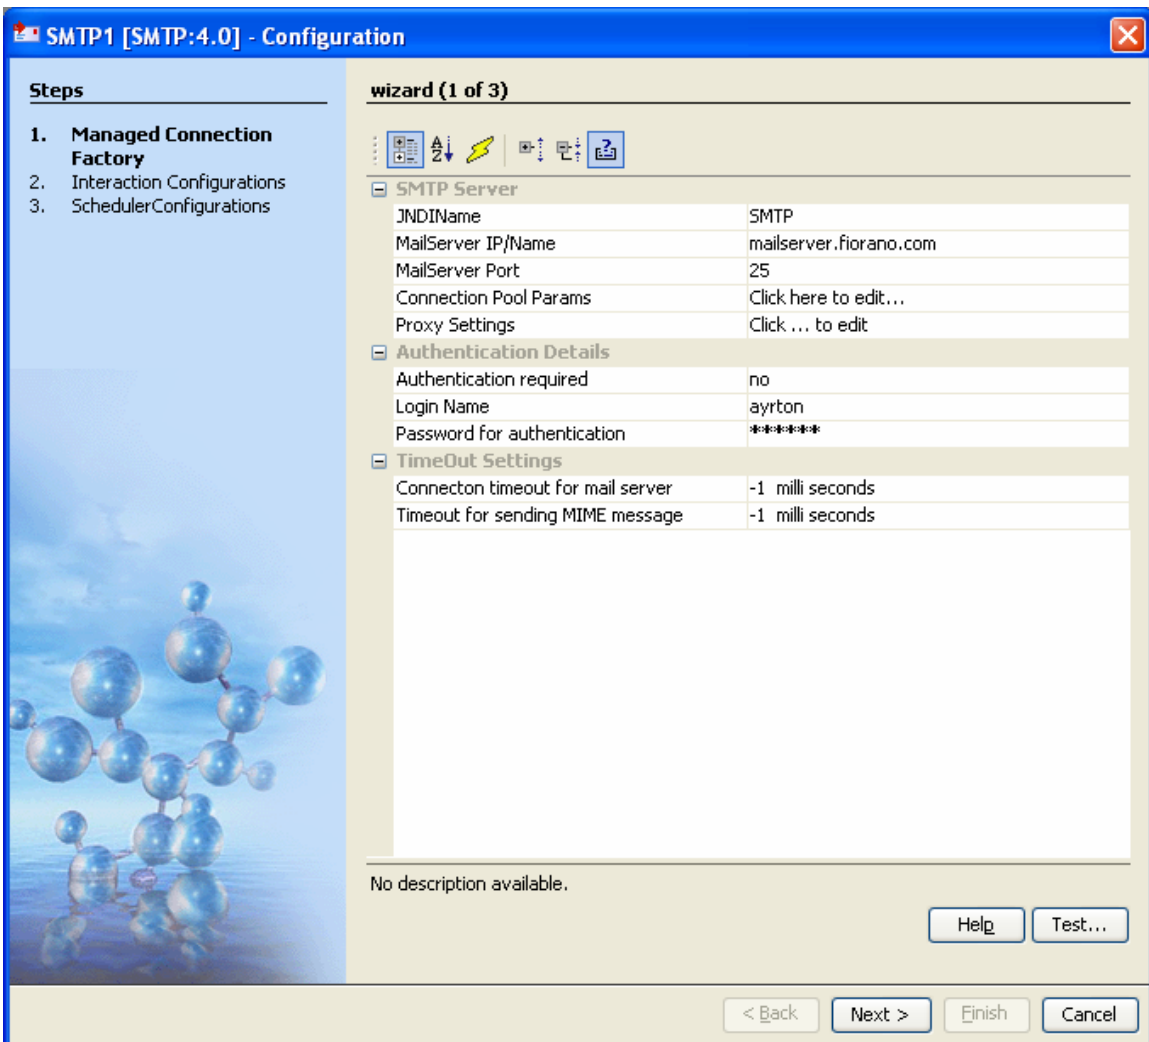 SMTP1 [SMTP:4.0] - Configuration
Steps
1. Managed Connection
Factory
2. Interaction Configurations
3. SchedulerConfigurations
wizard (1 of 3)
SMTP Server
JNDIName SMTP
MailServer IP/Name mailserver.fiorano.com
MailServer Port 25
Connection Pool Params Click here to edit...
Proxy Settings Click ... to edit
Authentication Details
Authentication required no
Login Name ayrton
Password for authentication ******
TimeOut Settings
Connecton timeout for mail server -1 milli seconds
Timeout for sending MIME message -1 milli seconds
No description available.
Help Test...
< Back Next > Finish Cancel